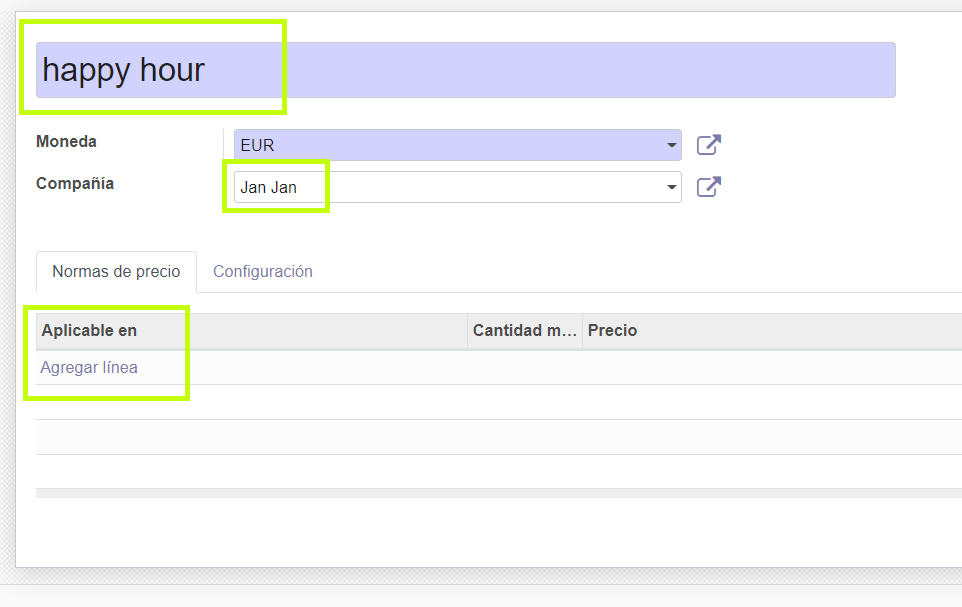 happy hour
Moneda EUR
Compañía Jan Jan
Normas de precio Configuración
Aplicable en Cantidad m... Precio
Agregar línea